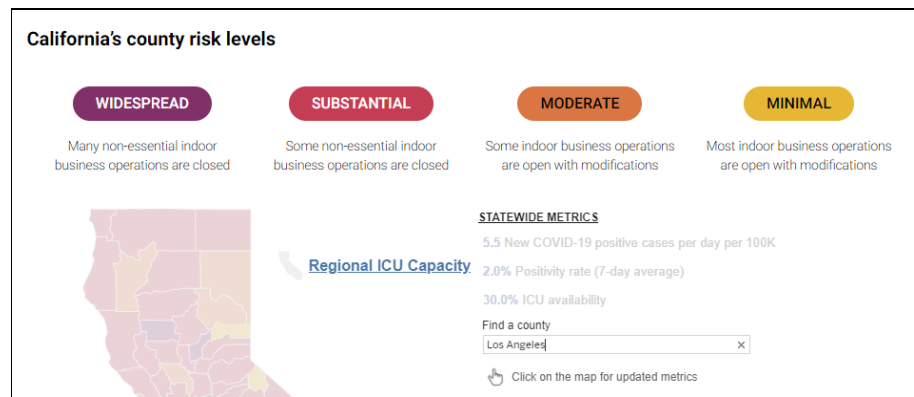 California's county risk levels
WIDESPREAD
Many non-essential indoor
business operations are closed
SUBSTANTIAL
Some non-essential indoor
business operations are closed
MODERATE
Some indoor business operations
are open with modifications
MINIMAL
Most indoor business operations
are open with modifications
Regional ICU Capacity
STATEWIDE METRICS
5.5 New COVID-19 positive cases per day per 100K
2.0% Positivity rate (7-day average)
30.0% ICU availability
Find a county
Los Angeles
Click on the map for updated metrics